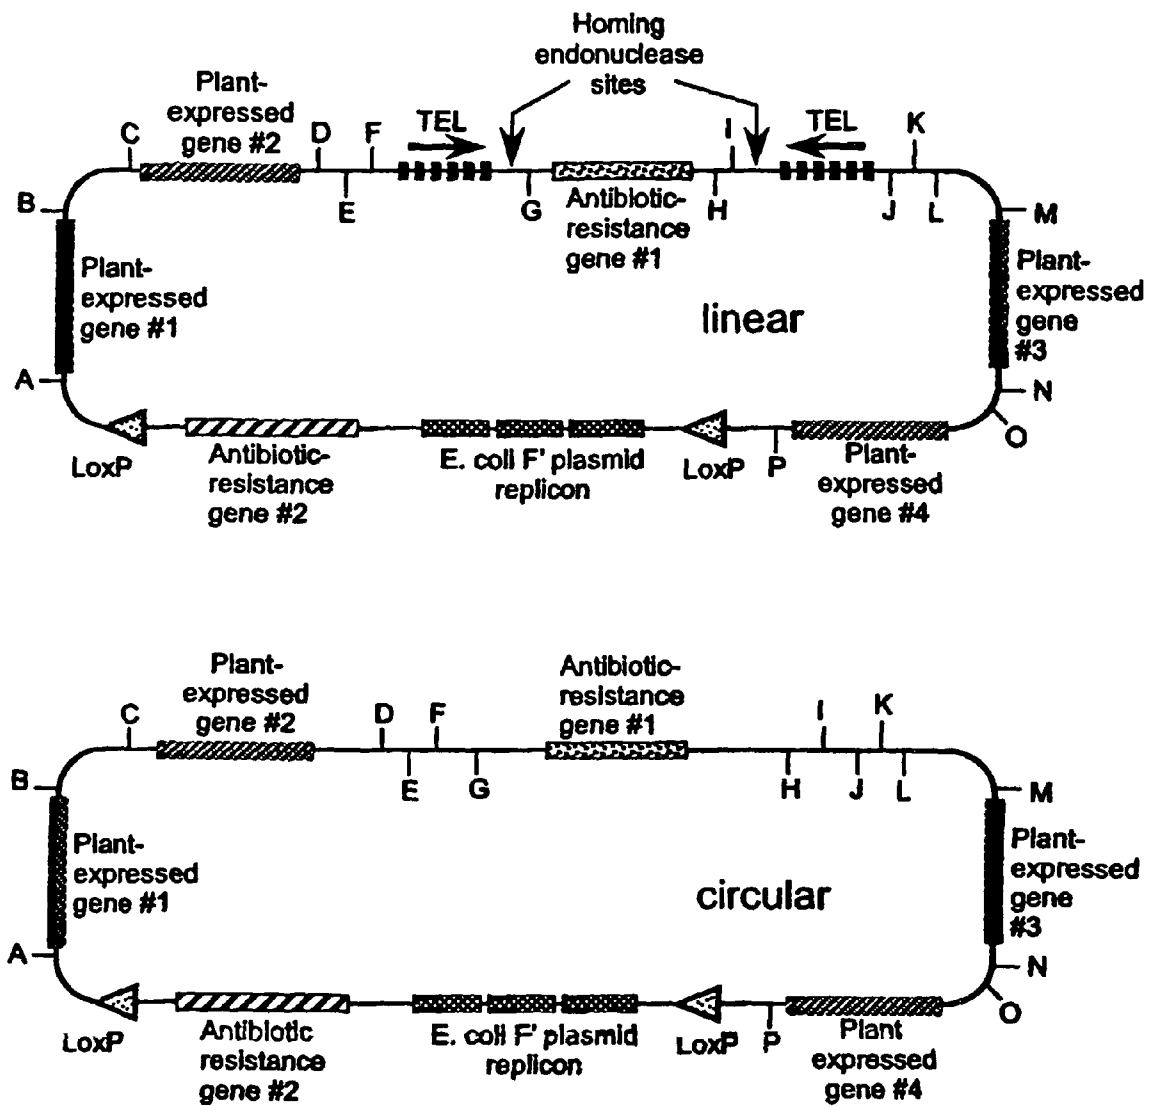 Homing
endonuclease
sites
Plant-
expressed
gene #2
C
D
F
TEL
I
TEL
K
B
E
G
Antibiotic-
resistance
gene #1
H
J
L
M
Plant-
expressed
gene #1
linear
Plant-
expressed
gene
#3
A
N
O
LoxP
Antibiotic-
resistance
gene #2
E. coli F' plasmid
replicon
LoxP
P
Plant-
expressed
gene #4
Plant-
expressed
gene #2
Antibiotic-
resistance
gene #1
C
D
F
I
K
B
E
G
H
J
L
M
Plant-
expressed
gene #1
circular
Plant-
expressed
gene
#3
A
N
O
LoxP
Antibiotic
resistance
gene #2
E. coli F' plasmid
replicon
LoxP
P
Plant
expressed
gene #4